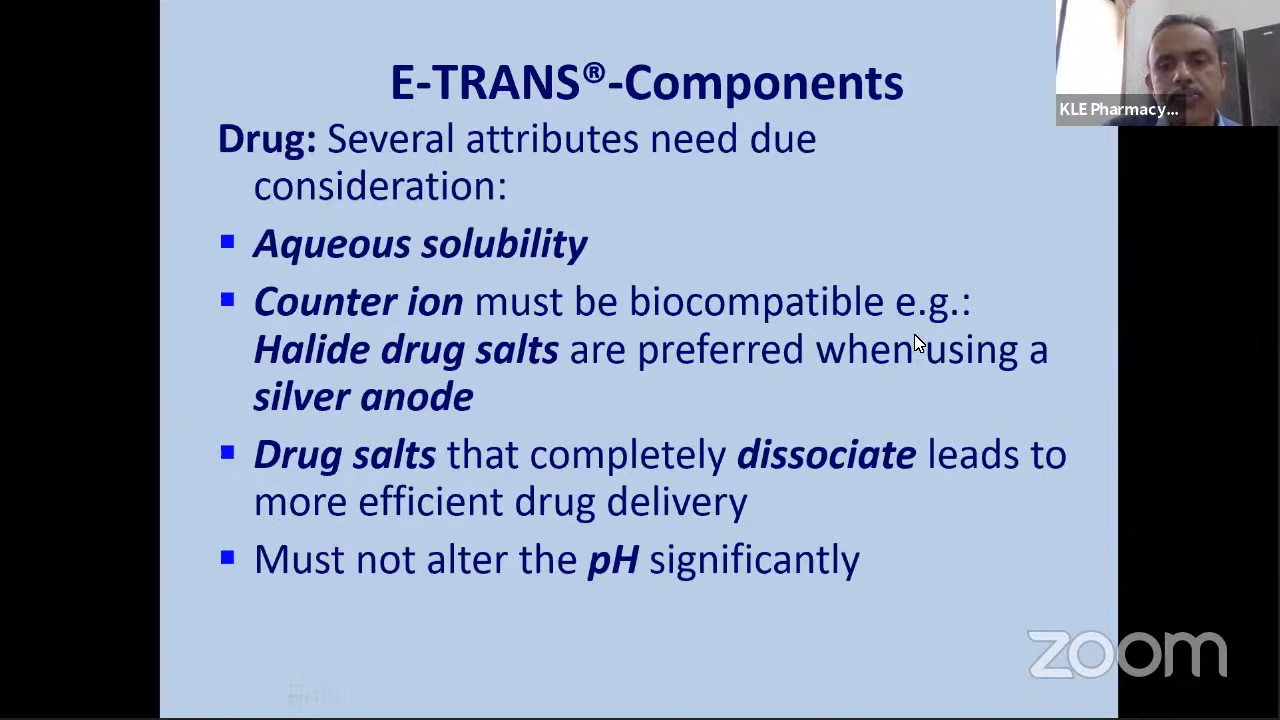 E-TRANS®-Components
KLE Pharmacy...
Drug: Several attributes need due
consideration:
Aqueous solubility
Counter ion must be biocompatible e.g.:
Halide drug salts are preferred when using a
silver anode
Drug salts that completely dissociate leads to
more efficient drug delivery
Must not alter the pH significantly
zoom